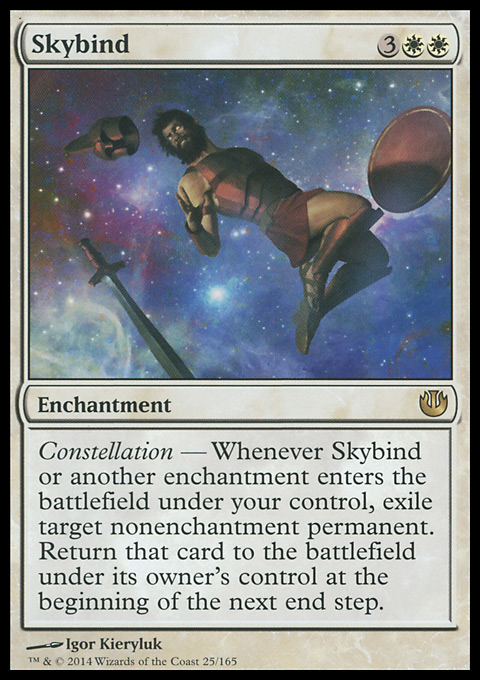 Skybind 3
Enchantment
Constellation — Whenever Skybind
or another enchantment enters the
battlefield under your control, exile
target nonenchantment permanent.
Return that card to the battlefield
under its owner's control at the
beginning of the next end step.
Igor Kieryluk
™ & © 2014 Wizards of the Coast 25/165